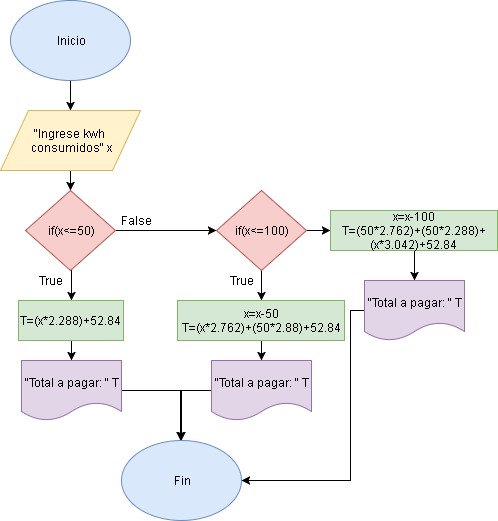 Inicio
"Ingrese kwh
consumidos" x
if(x<=50)
False
if(x<=100)
x=x-100
T=(50*2.762)+(50*2.288)+
(x*3.042)+52.84
True
True
T=(x*2.288)+52.84
x=x-50
T=(x*2.762)+(50*2.88)+52.84
"Total a pagar: " T
"Total a pagar: " T
"Total a pagar: " T
Fin